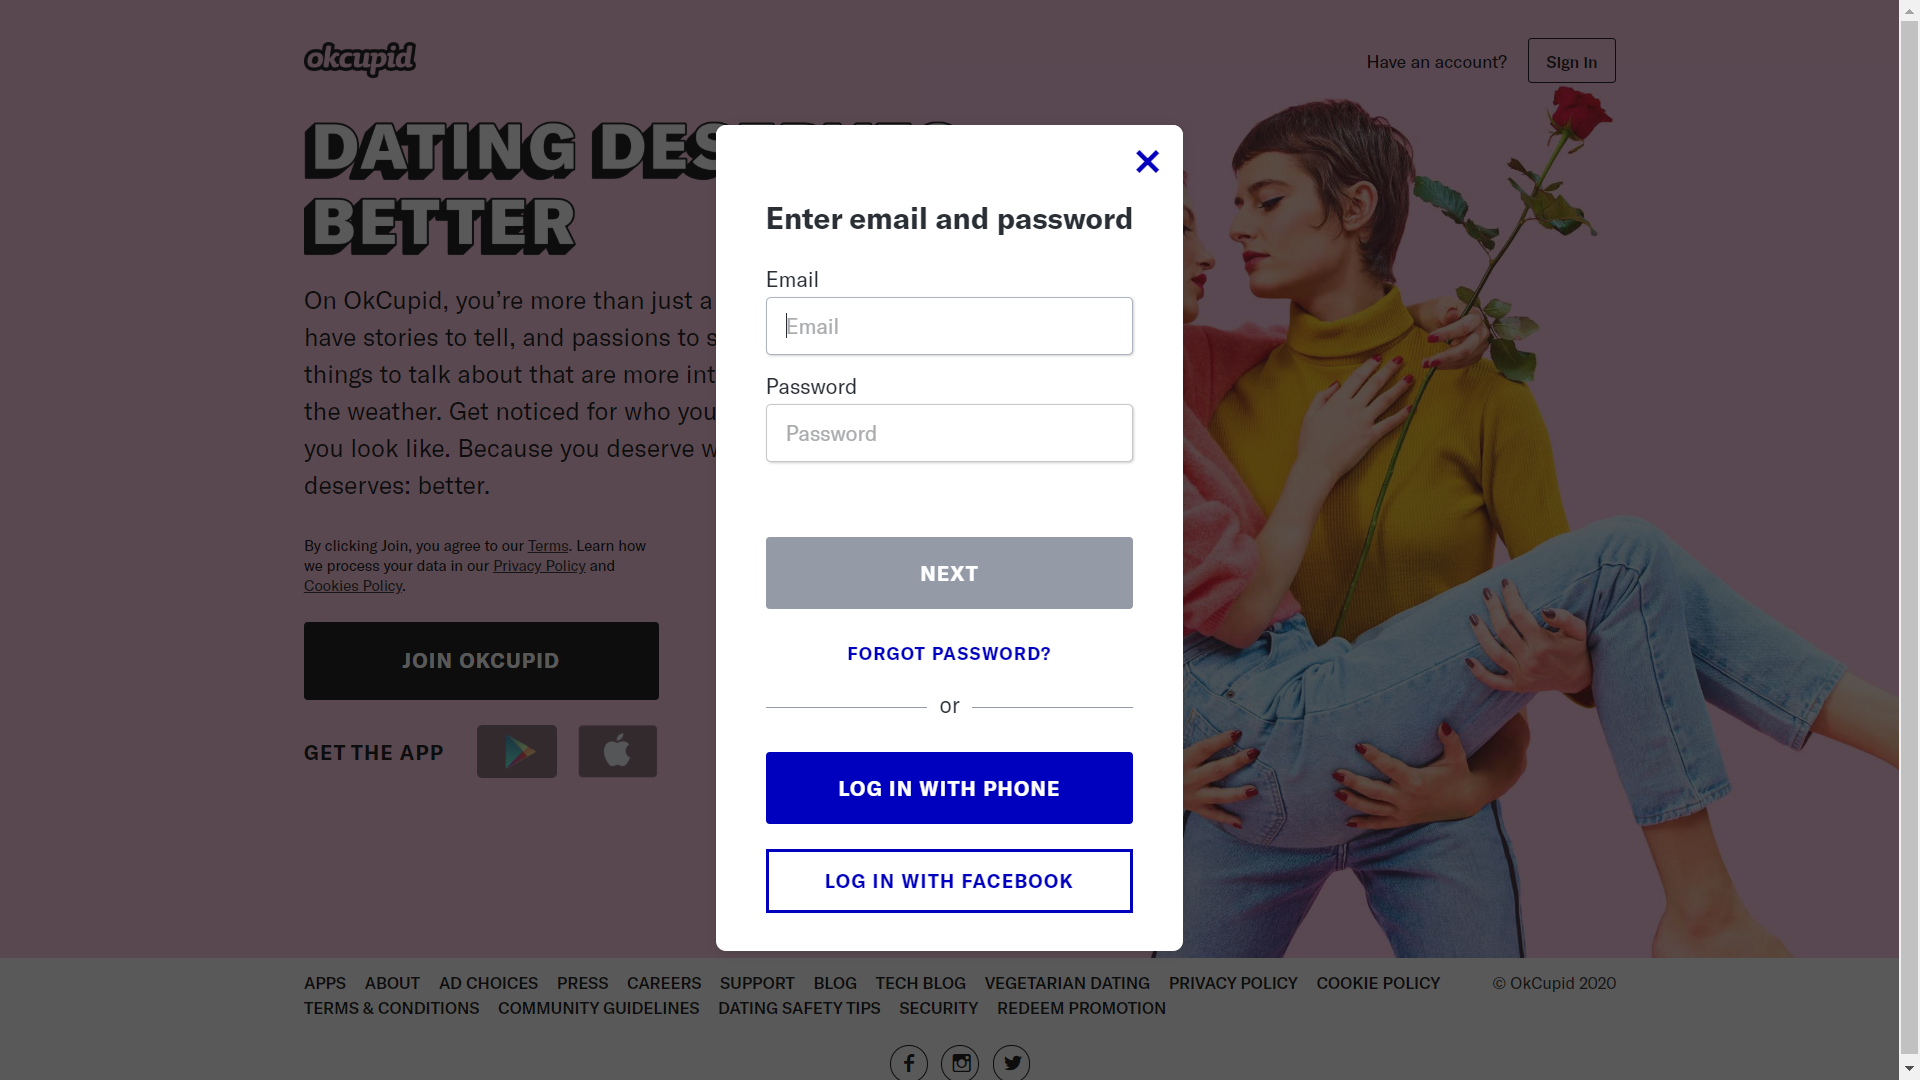 okcupid
Have an account?
Sign in
DATING DES
BETTER
On OkCupid, you’re more than just a
have stories to tell, and passions to s
things to talk about that are more int
the weather. Get noticed for who you
you look like. Because you deserve w
deserves: better.
By clicking Join, you agree to our Terms. Learn how
we process your data in our Privacy Policy and
Cookies Policy.
JOIN OKCUPID
GET THE APP
Enter email and password
Email
Email
Password
Password
NEXT
FORGOT PASSWORD?
or
LOG IN WITH PHONE
LOG IN WITH FACEBOOK
APPS ABOUT AD CHOICES PRESS CAREERS SUPPORT BLOG TECH BLOG VEGETARIAN DATING PRIVACY POLICY COOKIE POLICY © OkCupid 2020
TERMS & CONDITIONS COMMUNITY GUIDELINES DATING SAFETY TIPS SECURITY REDEEM PROMOTION